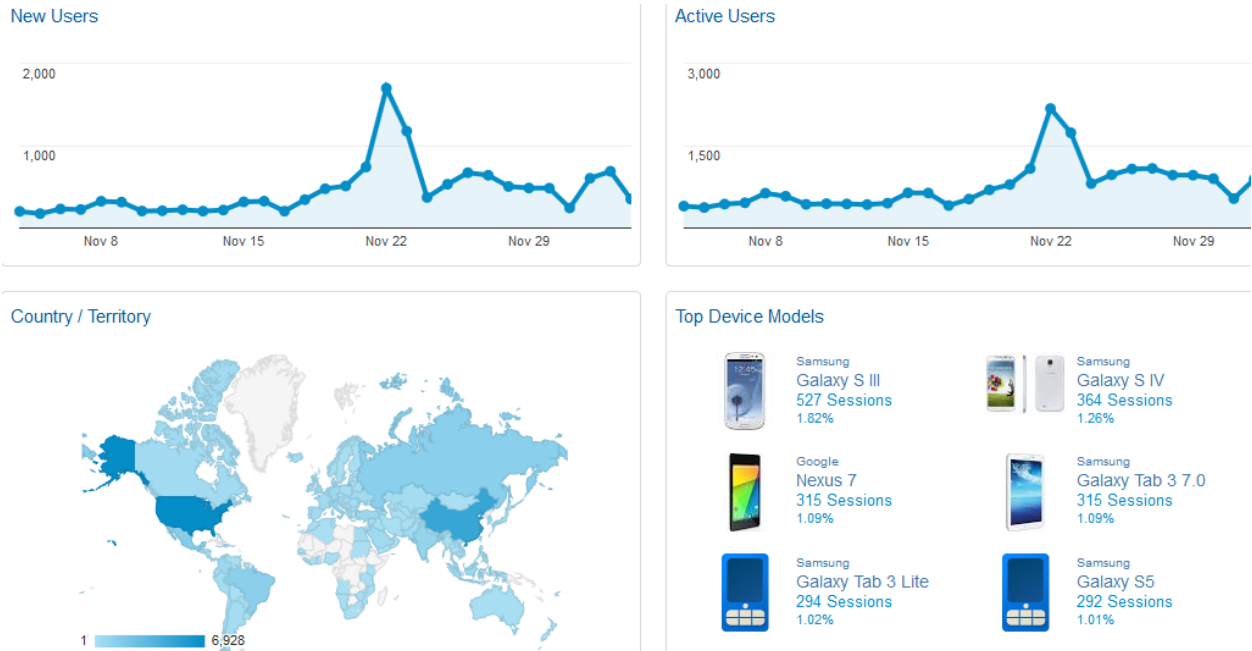 New Users
2,000
1,000
Nov 8
Nov 15
Nov 22
Nov 29
Active Users
3,000
1,500
Nov 8
Nov 15
Nov 22
Nov 29
Country / Territory
1
6,928
Top Device Models
Samsung
Galaxy S III
527 Sessions
1.82%
Samsung
Galaxy S IV
364 Sessions
1.26%
Google
Nexus 7
315 Sessions
1.09%
Samsung
Galaxy Tab 3 7.0
315 Sessions
1.09%
Samsung
Galaxy Tab 3 Lite
294 Sessions
1.02%
Samsung
Galaxy S5
292 Sessions
1.01%